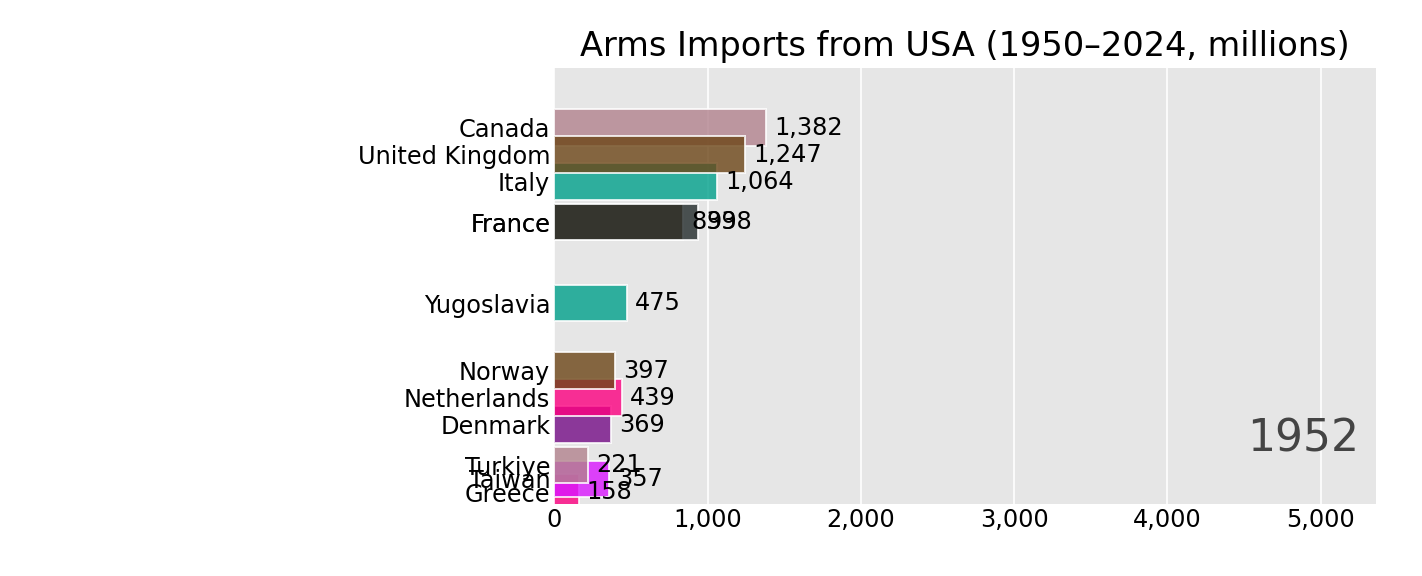 Arms Imports from USA (1950–2024, millions)
Canada 1,382
United Kingdom 1,247
Italy 1,064
France
Yugoslavia 475
Norway 397
Netherlands 439
Denmark 369
1952
Turkiye 221
Taiwan 357
Greece 158
0 1,000 2,000 3,000 4,000 5,000